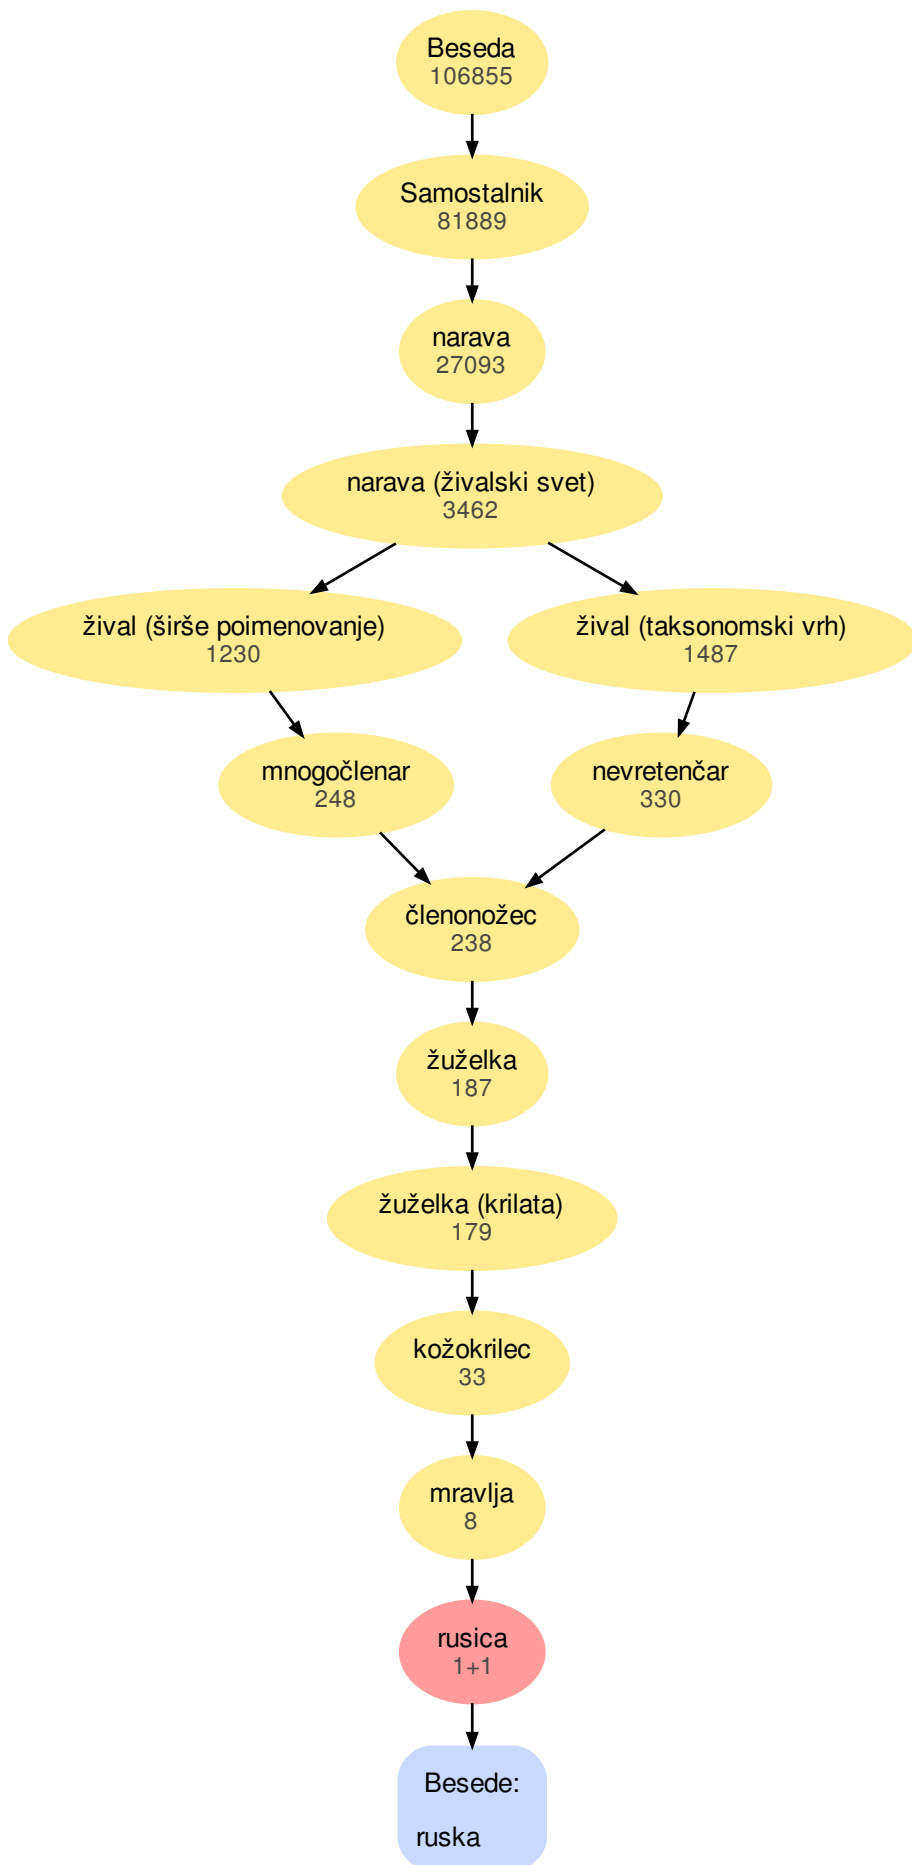 Beseda
106855
Samostalnik
81889
narava
27093
narava (živalski svet)
3462
žival (širše poimenovanje)
1230
žival (taksonomski vrh)
1487
mnogočlenar
248
nevretenčar
330
členonožec
238
žuželka
187
žuželka (krilata)
179
kožokrilec
33
mravlja
8
rusica
1+1
Besede:
ruska